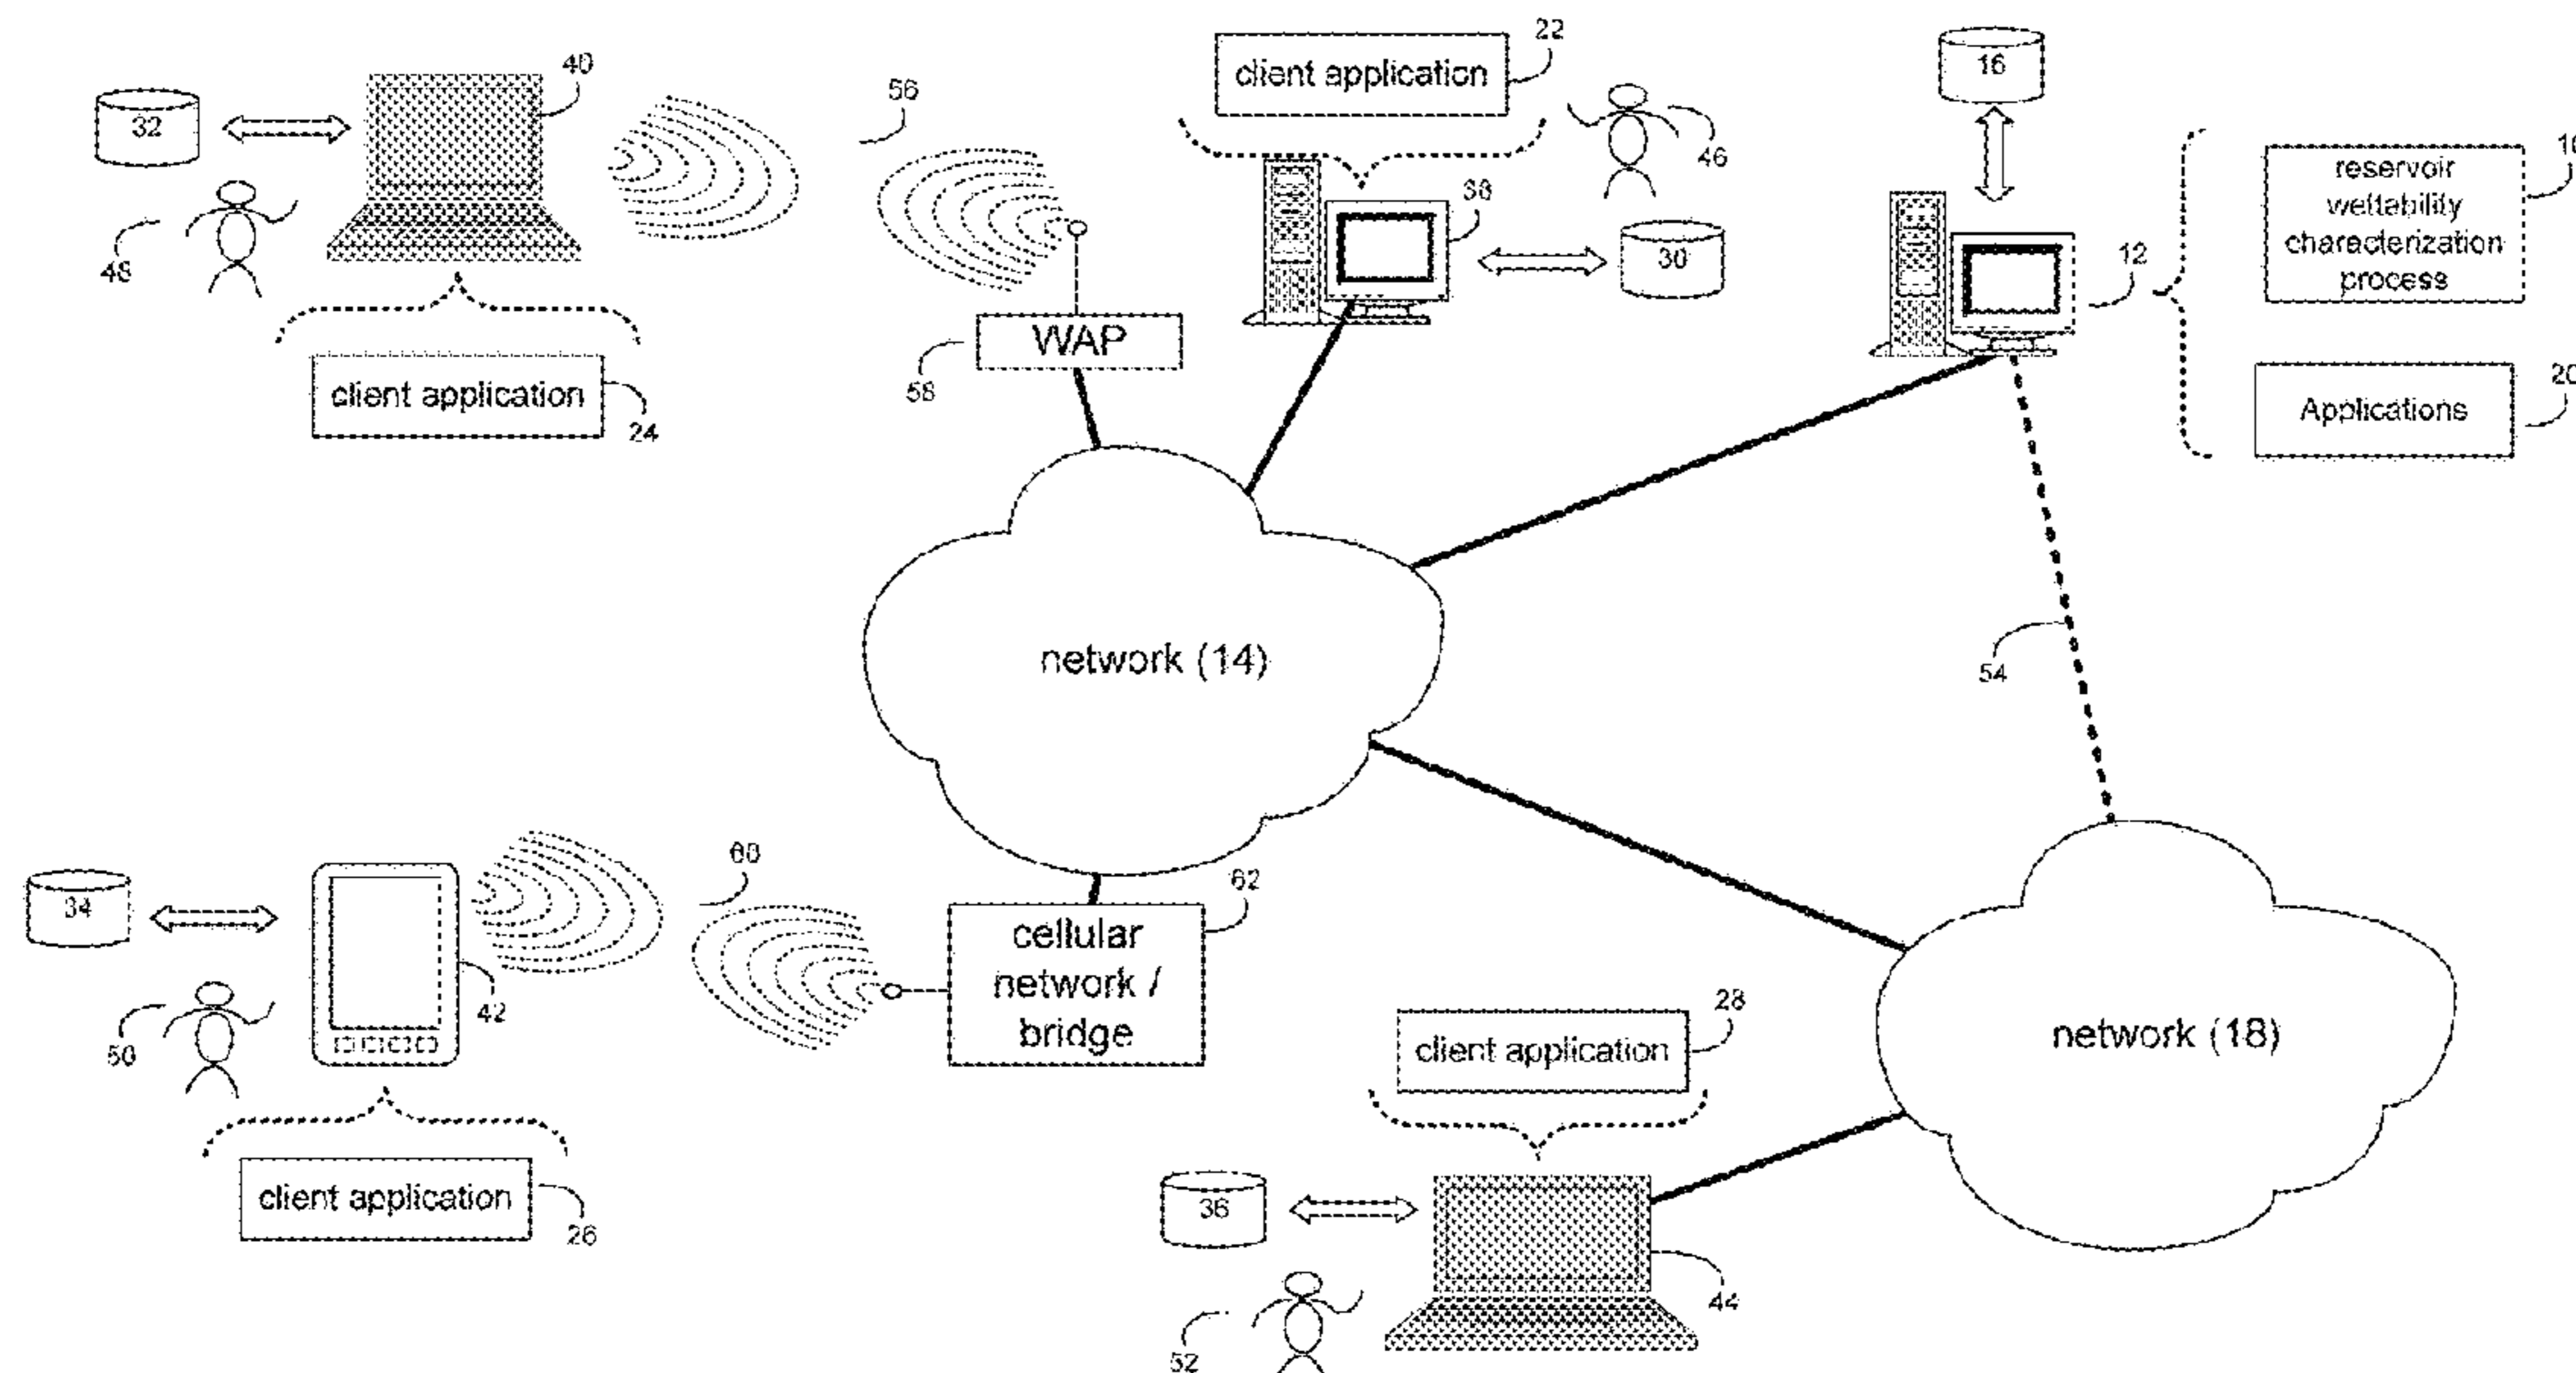 40
32
48
client application
24
56
WAP
58
client application
22
46
38
30
16
12
reservoir
wettability
characterization
process
10
Applications
20
network (14)
54
34
50
42
60
client application
26
cellular
network /
bridge
62
client application
28
36
52
44
network (18)